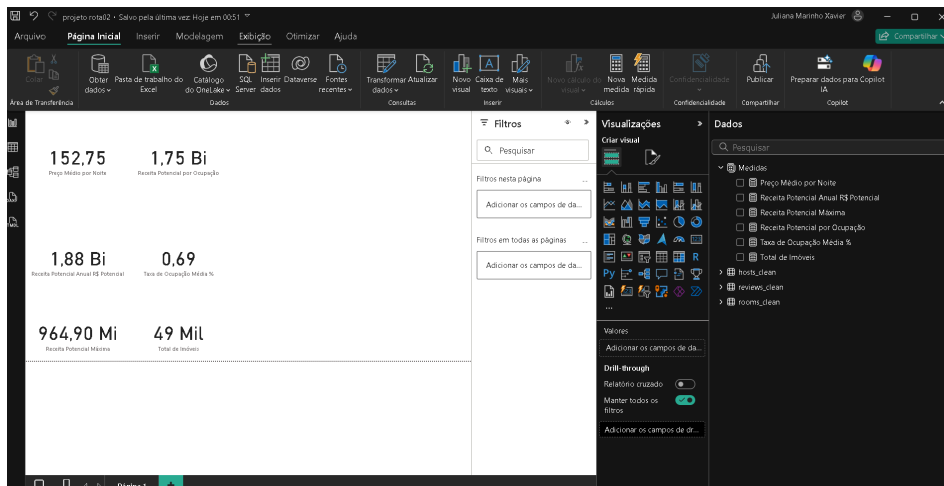 projeto rota02 • Salvo pela última vez: Hoje em 00:51
Juliana Marinho Xavier
Arquivo Página Inicial Inserir Modelagem Exibição Otimizar Ajuda
Compartilhar
Colar
Obter dados
Pasta de trabalho do Excel
Catálogo do OneLake
SQL Server
Inserir dados
Dataverse
Fontes recentes
Transformar dados
Atualizar
Novo visual
Caixa de texto
Mais visuais
Novo cálculo do visual
Nova medida
Medida rápida
Confidencialidade
Publicar
Preparar dados para Copilot IA
Área de Transferência
Dados
Consultas
Inserir
Cálculos
Confidencialidade
Compartilhar
Copilot
152,75
Preço Médio por Noite
1,75 Bi
Receita Potencial por Ocupação
1,88 Bi
Receita Potencial Anual R$ Potencial
0,69
Taxa de Ocupação Média %
964,90 Mi
Receita Potencial Máxima
49 Mil
Total de Imóveis
Filtros
Pesquisar
Filtros nesta página
...
Adicionar os campos de da...
Filtros em todas as páginas
...
Adicionar os campos de da...
Visualizações
Criar visual
R
Py
...
Valores
Adicionar os campos de da...
Drill-through
Relatório cruzado
Manter todos os filtros
Adicionar os campos de dr...
Dados
Pesquisar
Medidas
Preço Médio por Noite
Receita Potencial Anual R$ Potencial
Receita Potencial Máxima
Receita Potencial por Ocupação
Taxa de Ocupação Média %
Total de Imóveis
hosts_clean
reviews_clean
rooms_clean
Página 1